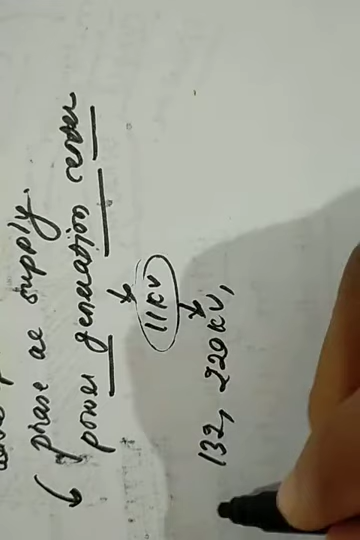 ↳ phase ac supply.
power generation center
↓
11KV
↓
132, 220KV,